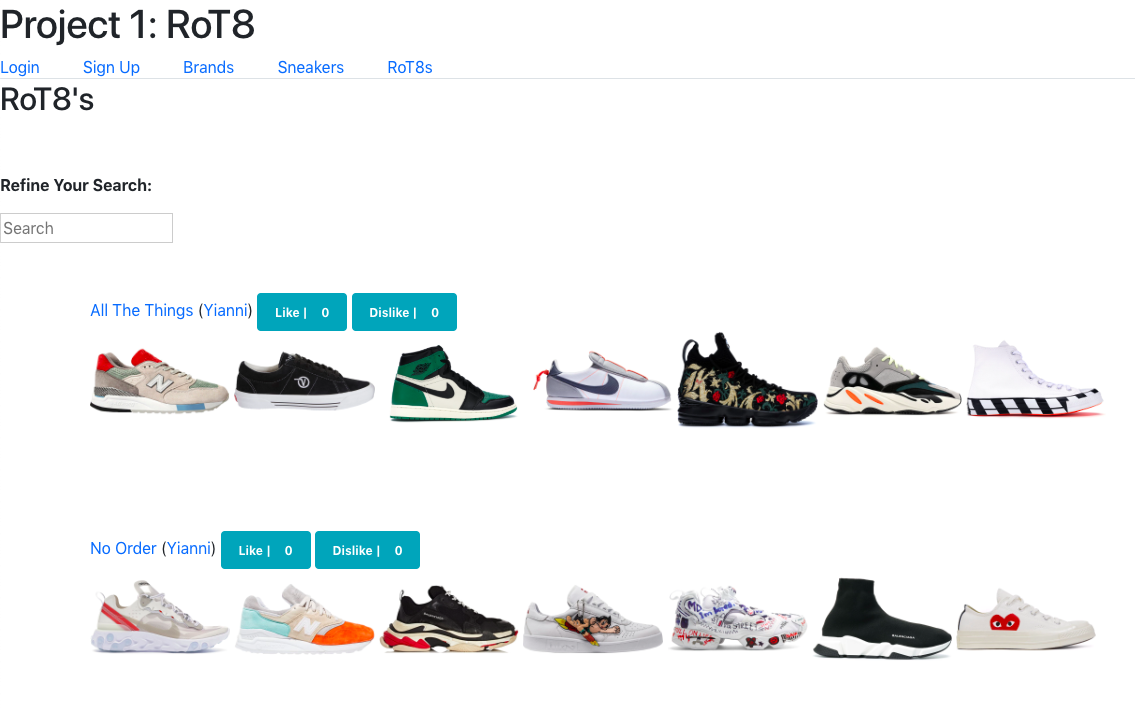 Project 1: RoT8
Login Sign Up Brands Sneakers RoT8s
RoT8's
Refine Your Search:
Search
All The Things (Yianni) Like | 0 Dislike | 0
N
V
No Order (Yianni) Like | 0 Dislike | 0
N
BALENCIAGA